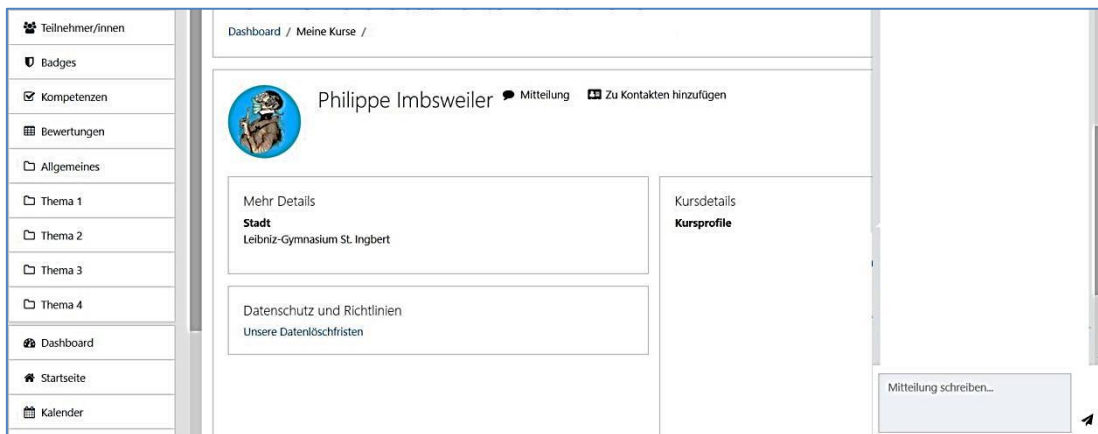 Teilnehmer/innen
Badges
Kompetenzen
Bewertungen
Allgemeines
Thema 1
Thema 2
Thema 3
Thema 4
Dashboard
Startseite
Kalender
Dashboard / Meine Kurse /
Philippe Imbsweiler Mitteilung Zu Kontakten hinzufügen
Mehr Details
Stadt
Leibniz-Gymnasium St. Ingbert
Datenschutz und Richtlinien
Unsere Datenlöschfristen
Kursdetails
Kursprofile
Mitteilung schreiben...